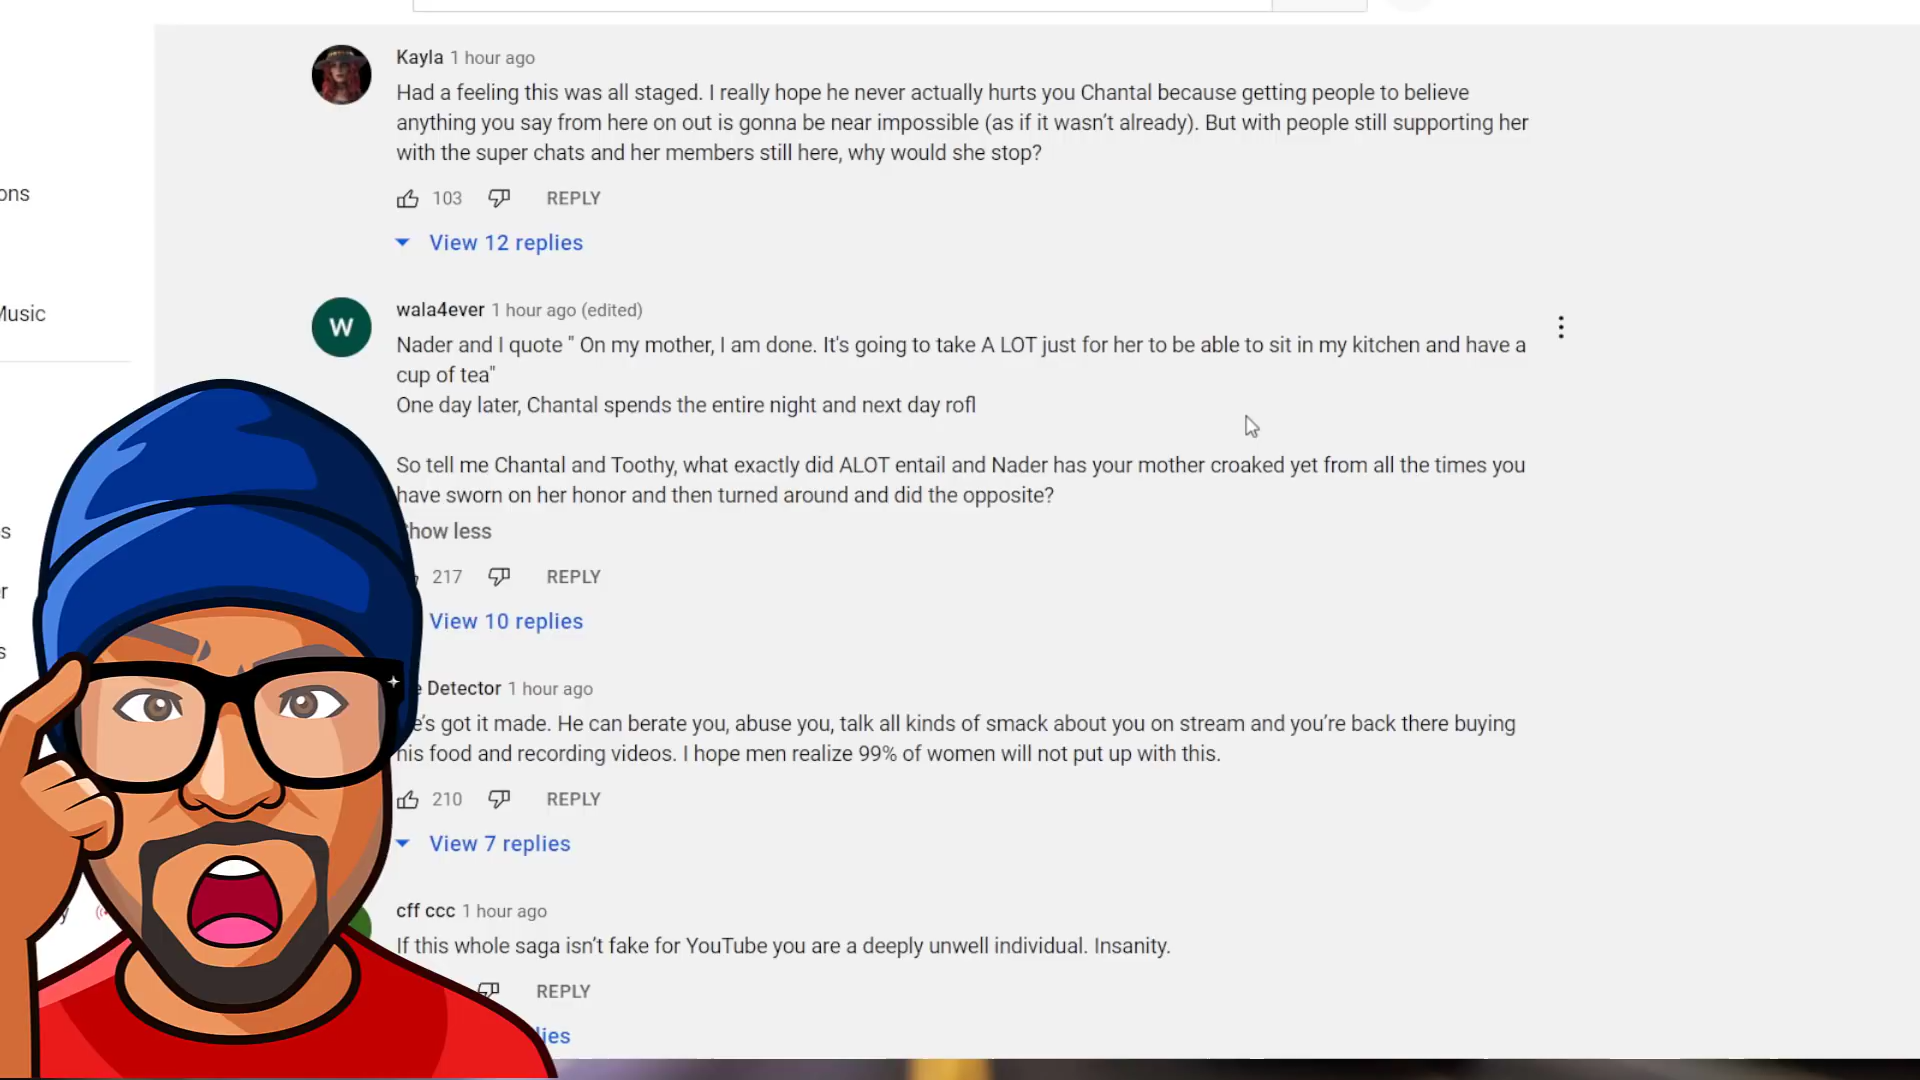 Kayla 1 hour ago
Had a feeling this was all staged. I really hope he never actually hurts you Chantal because getting people to believe
anything you say from here on out is gonna be near impossible (as if it wasn't already). But with people still supporting her
with the super chats and her members still here, why would she stop?
ons
103 REPLY
View 12 replies
Music
W
wala4ever 1 hour ago (edited)
Nader and I quote " On my mother, I am done. It's going to take A LOT just for her to be able to sit in my kitchen and have a
cup of tea"
One day later, Chantal spends the entire night and next day rofl
So tell me Chantal and Toothy, what exactly did ALOT entail and Nader has your mother croaked yet from all the times you
have sworn on her honor and then turned around and did the opposite?
how less
217 REPLY
View 10 replies
e Detector 1 hour ago
e's got it made. He can berate you, abuse you, talk all kinds of smack about you on stream and you're back there buying
his food and recording videos. I hope men realize 99% of women will not put up with this.
210 REPLY
View 7 replies
cff ccc 1 hour ago
If this whole saga isn't fake for YouTube you are a deeply unwell individual. Insanity.
REPLY
lies